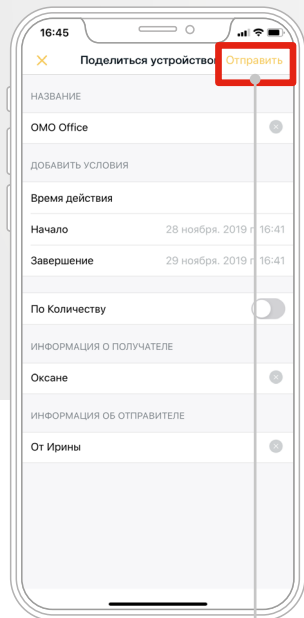 16:45
Поделиться устройством Отправить
НАЗВАНИЕ
OMO Office
ДОБАВИТЬ УСЛОВИЯ
Время действия
Начало 28 ноября. 2019 г. 16:41
Завершение 29 ноября. 2019 г. 16:41
По Количеству
ИНФОРМАЦИЯ О ПОЛУЧАТЕЛЕ
Оксане
ИНФОРМАЦИЯ ОБ ОТПРАВИТЕЛЕ
От Ирины